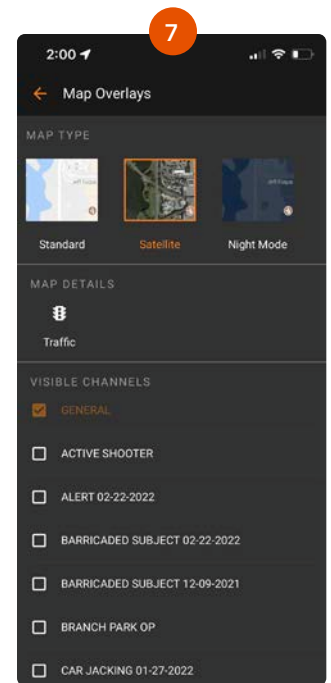 7
2:00
Map Overlays
MAP TYPE
Standard Satellite Night Mode
MAP DETAILS
Traffic
VISIBLE CHANNELS
GENERAL
ACTIVE SHOOTER
ALERT 02-22-2022
BARRICADED SUBJECT 02-22-2022
BARRICADED SUBJECT 12-09-2021
BRANCH PARK OP
CAR JACKING 01-27-2022